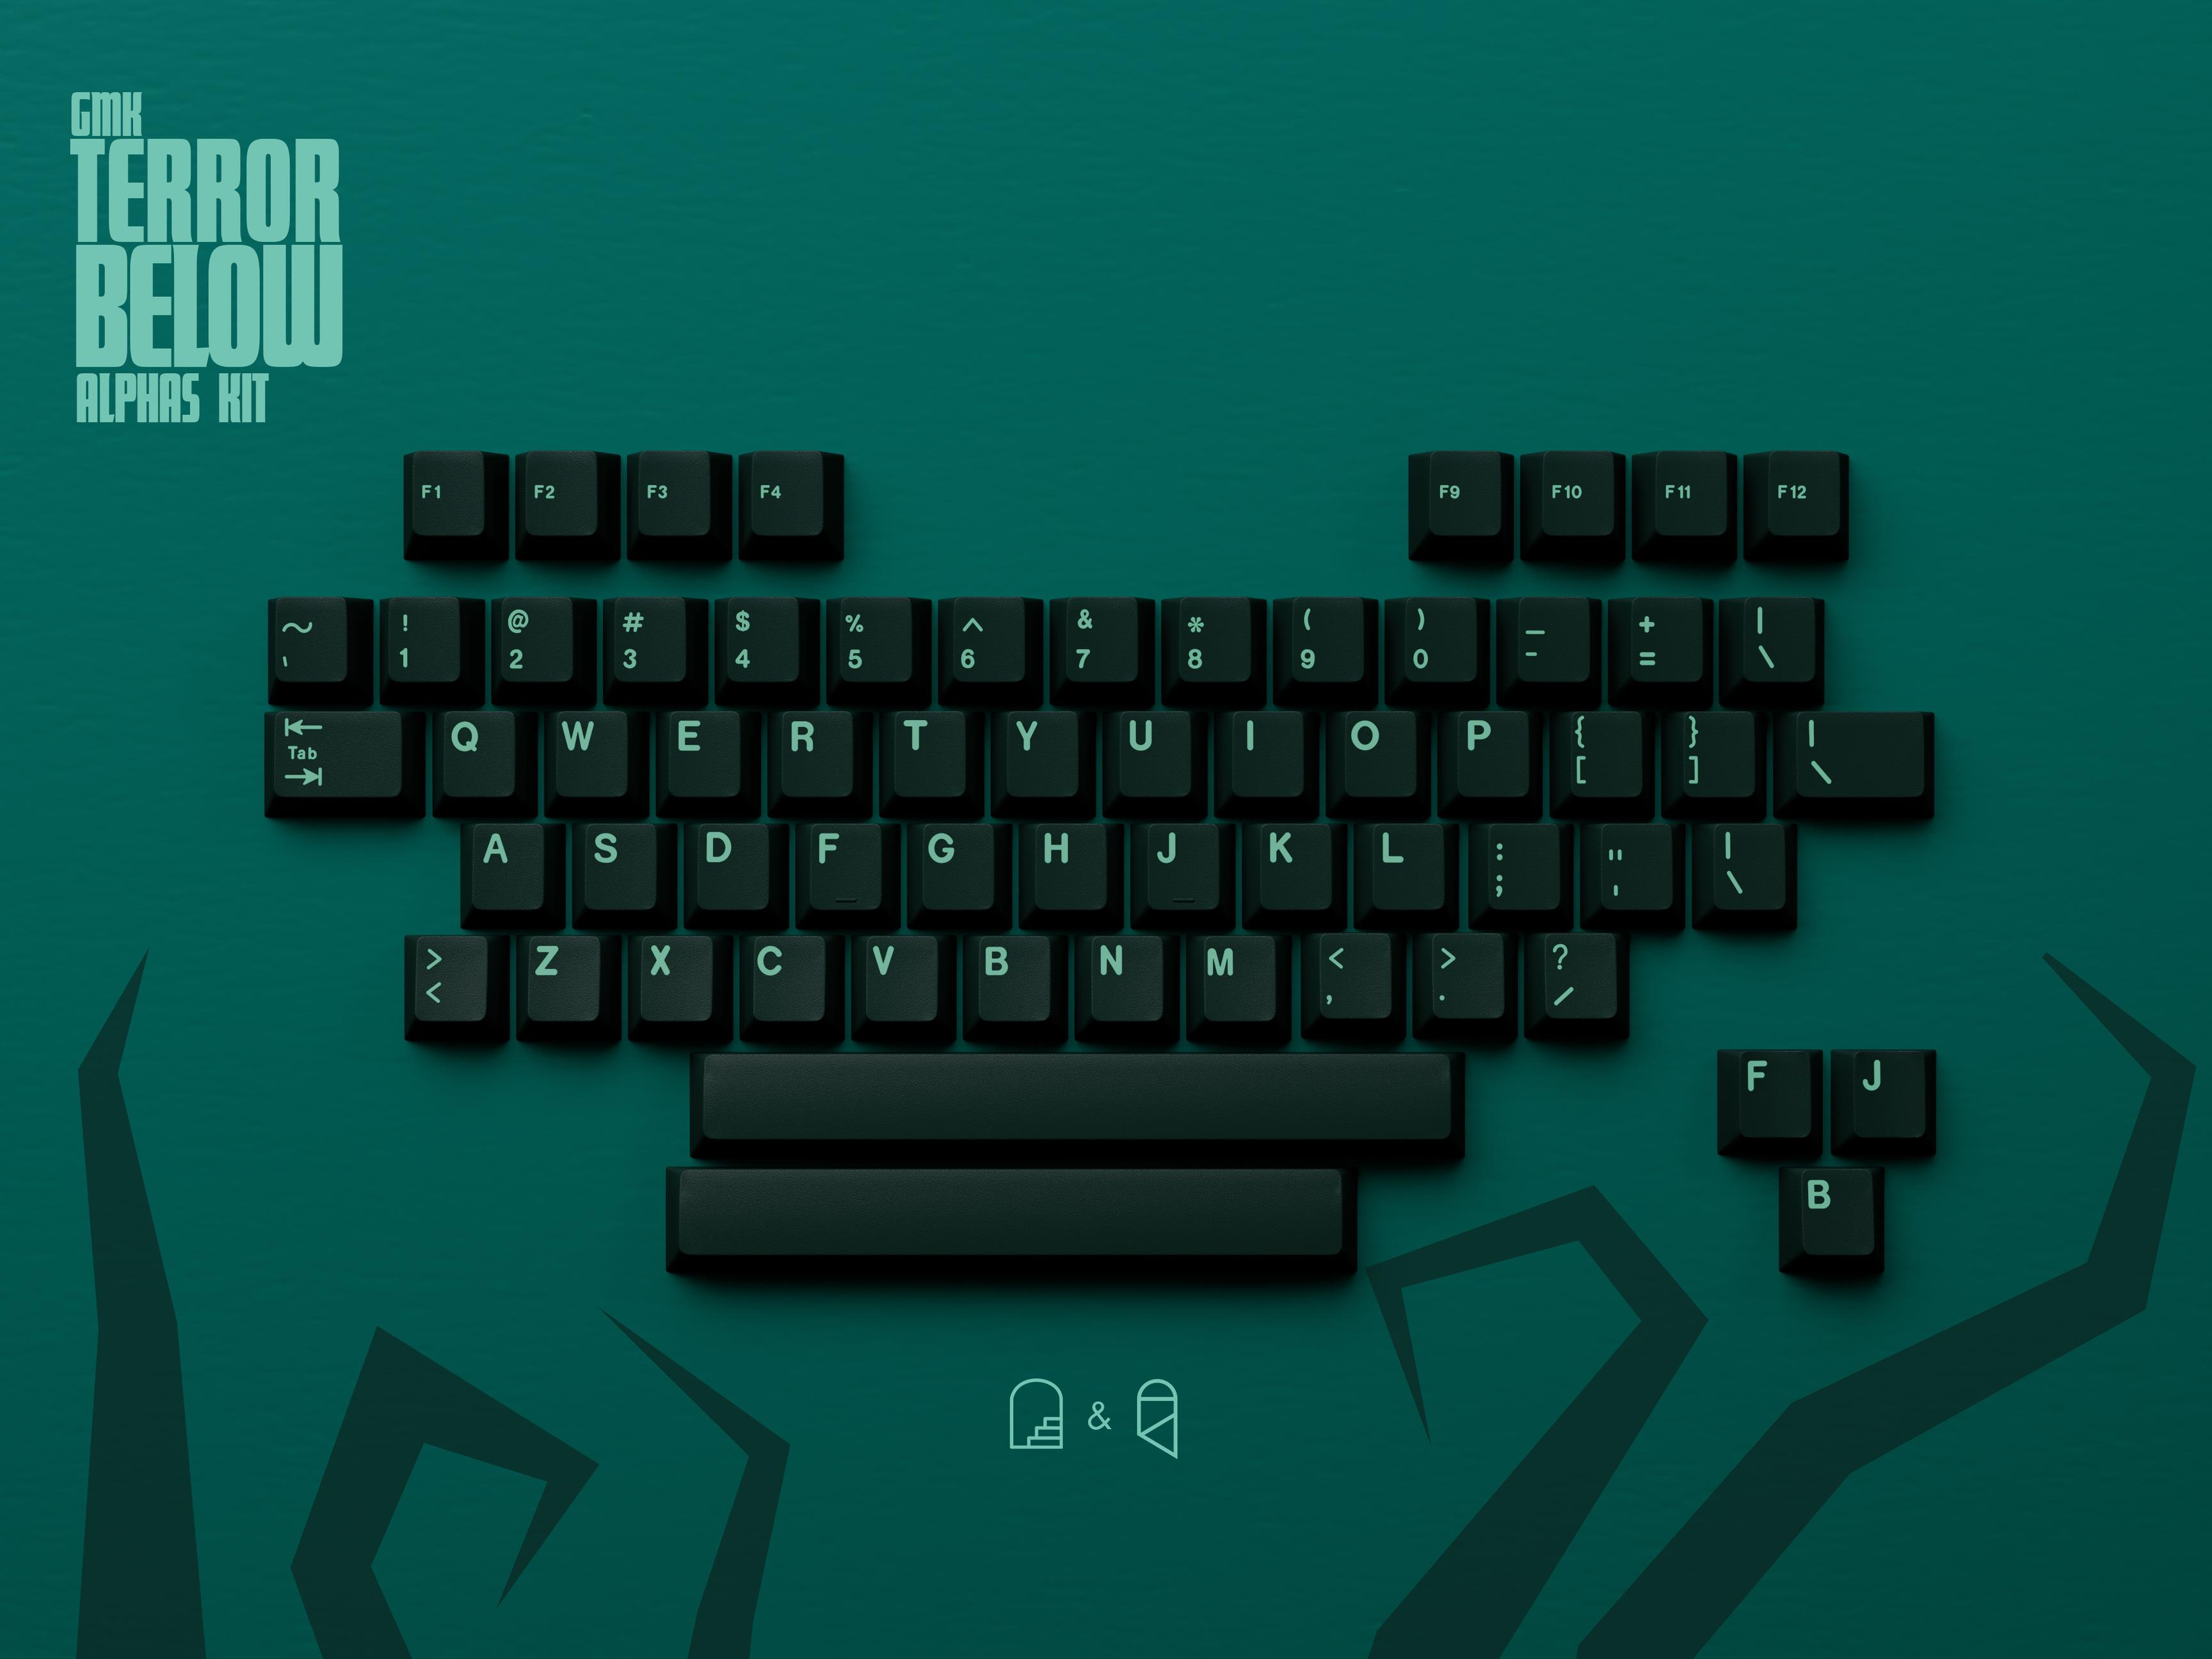 GMK
TERROR
BELOW
ALPHAS KIT
F1 F2 F3 F4 F9 F10 F11 F12
~ ! @ # $ % ^ & * ( ) _ + |
` 1 2 3 4 5 6 7 8 9 0 - = \
Tab Q W E R T Y U I O P { } |
[ ] \
A S D F G H J K L : " |
; ' \
> Z X C V B N M < > ?
< , . /
F J
B
&